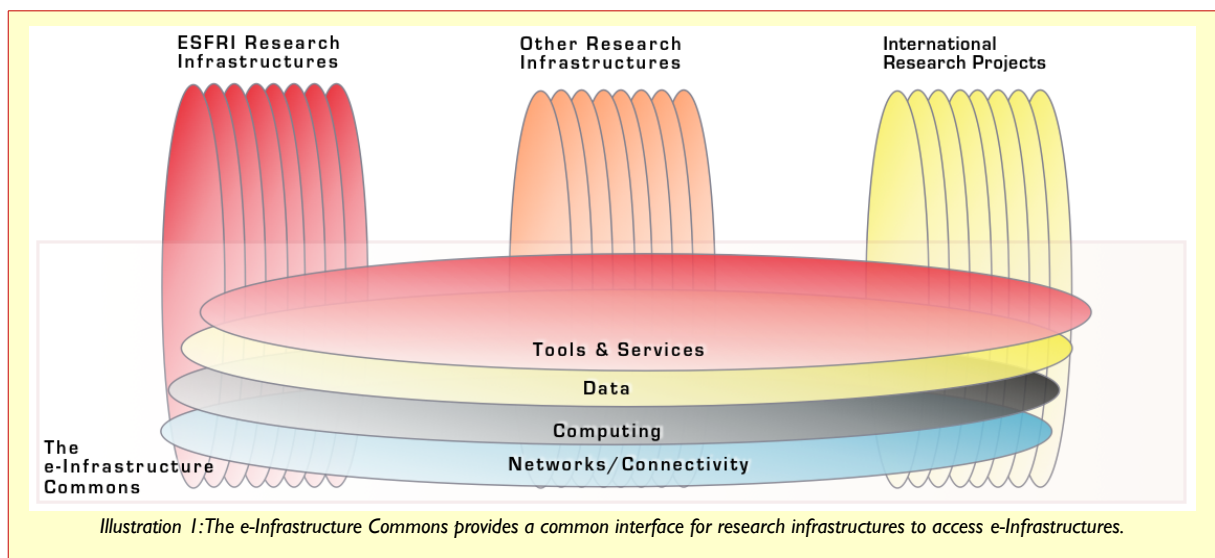 ESFRI Research
Infrastructures
Other Research
Infrastructures
International
Research Projects
Tools & Services
Data
Computing
Networks/Connectivity
The
e-Infrastructure
Commons
Illustration 1:The e-Infrastructure Commons provides a common interface for research infrastructures to access e-Infrastructures.